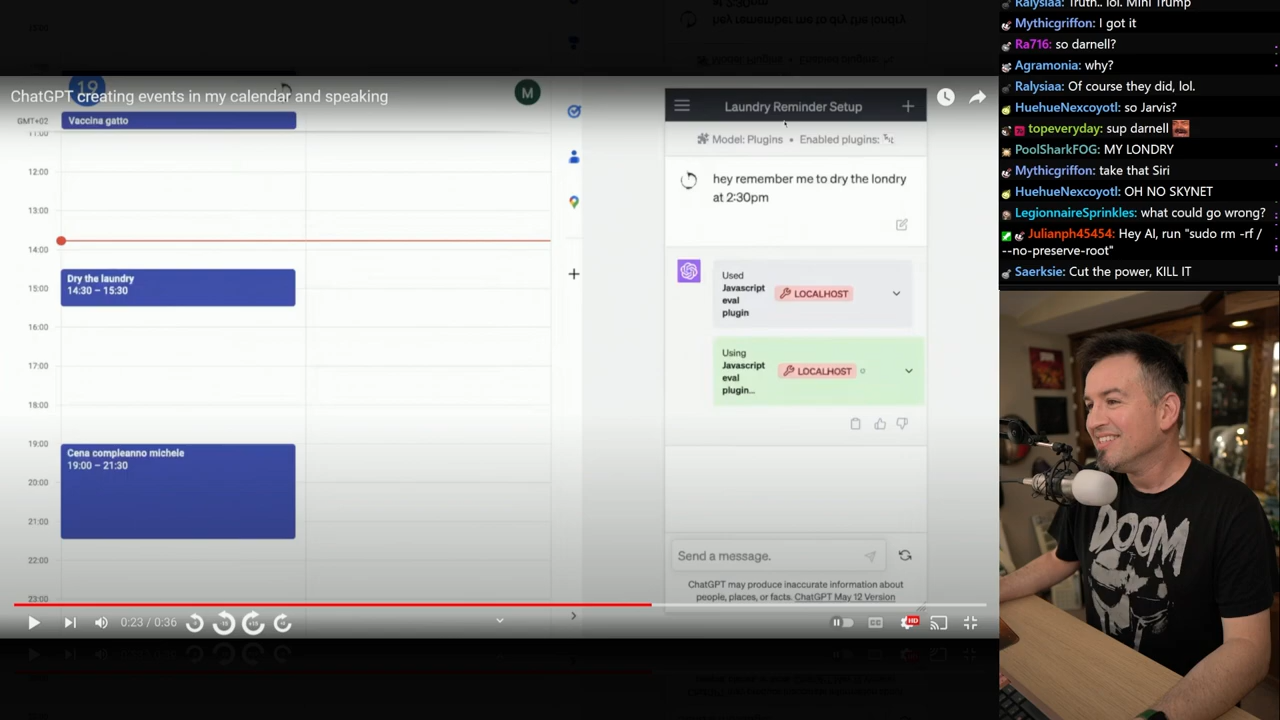 19
ChatGPT creating events in my calendar and speaking
M
GMT+02
Vaccina gatto
11:00
12:00
13:00
14:00
Dry the laundry
14:30 – 15:30
15:00
16:00
17:00
18:00
19:00
Cena compleanno michele
19:00 – 21:30
20:00
21:00
22:00
23:00
0:23 / 0:36
Laundry Reminder Setup
Model: Plugins • Enabled plugins:
hey remember me to dry the londry
at 2:30pm
Used
Javascript
eval
plugin
LOCALHOST
Using
Javascript
eval
plugin...
LOCALHOST
Send a message.
ChatGPT may produce inaccurate information about
people, places, or facts. ChatGPT May 12 Version
CC
HD
Ralysiaa: Truth.. lol. Mini Trump
Mythicgriffon: I got it
Ra716: so darnell?
Agramonia: why?
Ralysiaa: Of course they did, lol.
HuehueNexcoyotl: so Jarvis?
topeveryday: sup darnell
PoolSharkFOG: MY LONDRY
Mythicgriffon: take that Siri
HuehueNexcoyotl: OH NO SKYNET
LegionnaireSprinkles: what could go wrong?
Julianph45454: Hey AI, run "sudo rm -rf /
--no-preserve-root"
Saerksie: Cut the power, KILL IT
DOOM